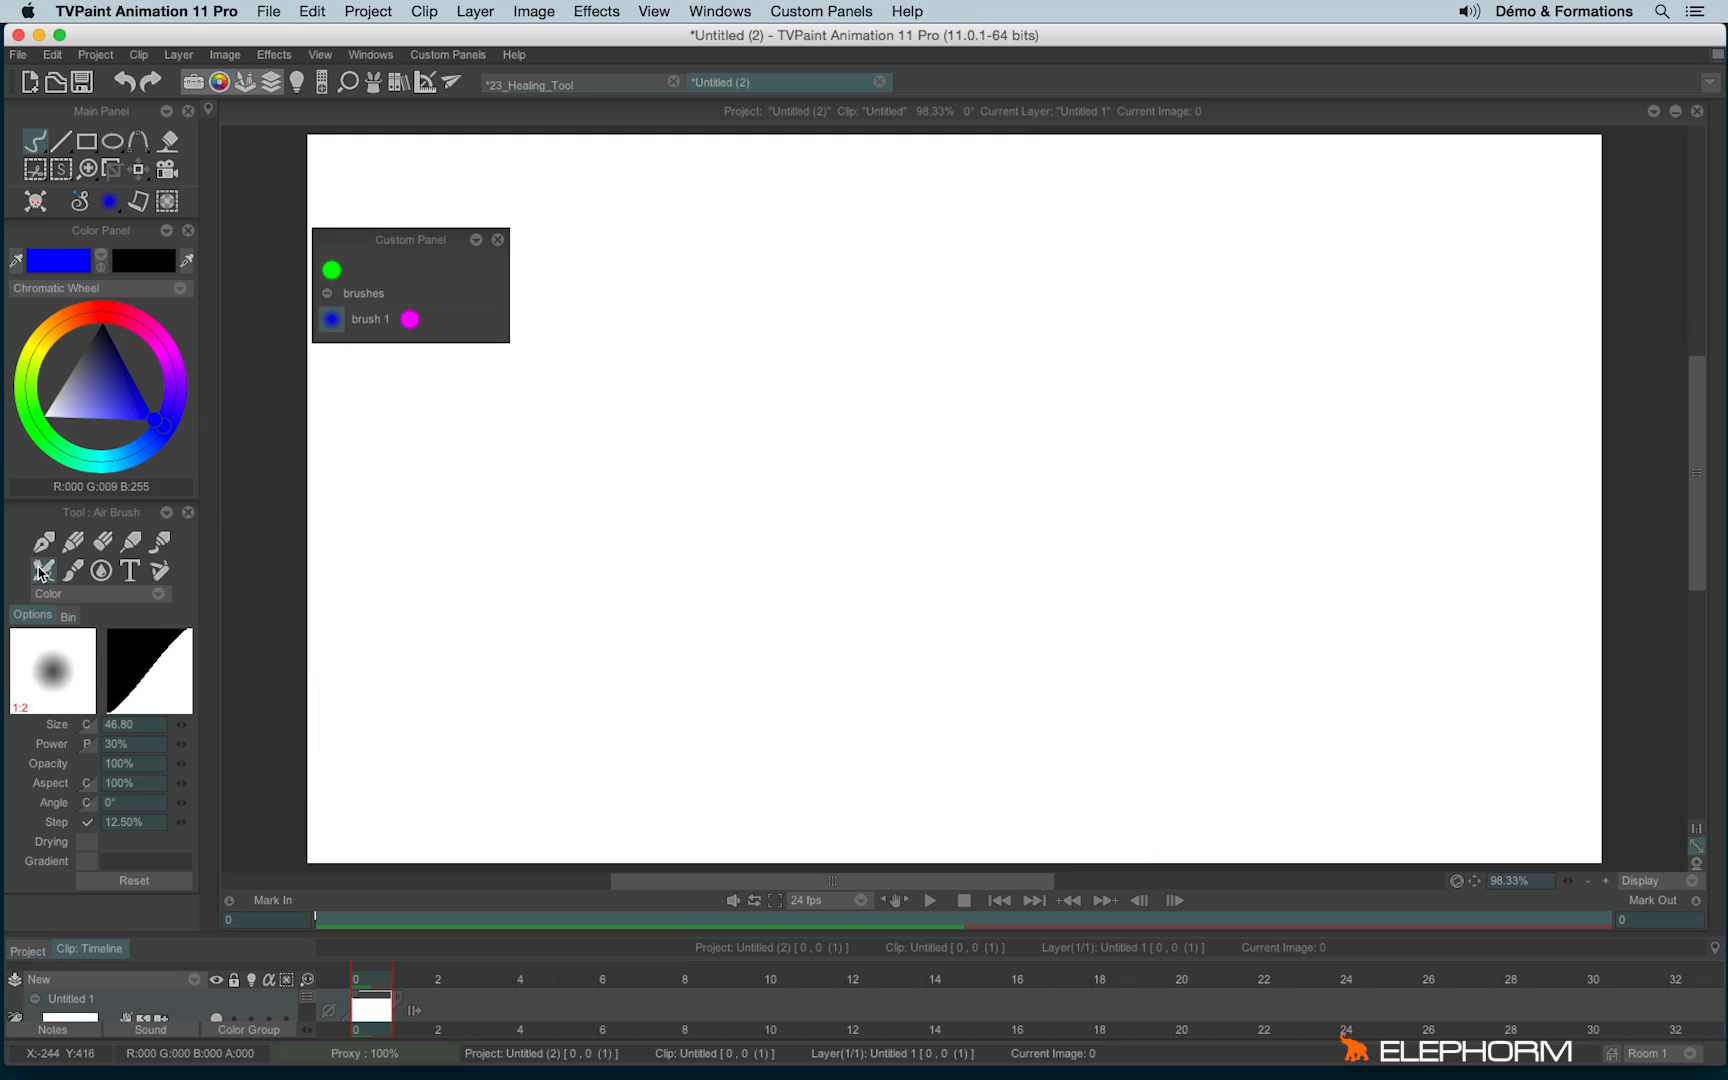 TVPaint Animation 11 Pro File Edit Project Clip Layer Image Effects View Windows Custom Panels Help Démo & Formations
*Untitled (2) - TVPaint Animation 11 Pro (11.0.1-64 bits)
File Edit Project Clip Layer Image Effects View Windows Custom Panels Help
*23_Healing_Tool *Untitled (2)
Main Panel
Project: "Untitled (2)" Clip: "Untitled" 98.33% 0° Current Layer: "Untitled 1" Current Image: 0
S
Color Panel
Custom Panel
Chromatic Wheel
brushes
brush 1
R:000 G:009 B:255
Tool : Air Brush
T
Color
Options Bin
1:2
Size C 46.80
Power P 30%
Opacity 100%
Aspect C 100%
Angle C 0°
Step 12.50%
Drying
Gradient
Reset
98.33% - + Display
Mark In 24 fps Mark Out
0 0
Project Clip: Timeline Project: Untitled (2) [ 0 , 0 (1) ] Clip: Untitled [ 0 , 0 (1) ] Layer(1/1): Untitled 1 [ 0 , 0 (1) ] Current Image: 0
New 0 2 4 6 8 10 12 14 16 18 20 22 24 26 28 30 32
Untitled 1
Notes Sound Color Group 0 2 4 6 8 10 12 14 16 18 20 22 24 26 28 30 32
X:-244 Y:416 R:000 G:000 B:000 A:000 Proxy : 100% Project: Untitled (2) [ 0 , 0 (1) ] Clip: Untitled [ 0 , 0 (1) ] Layer(1/1): Untitled 1 [ 0 , 0 (1) ] Current Image: 0 ELEPHORM Room 1